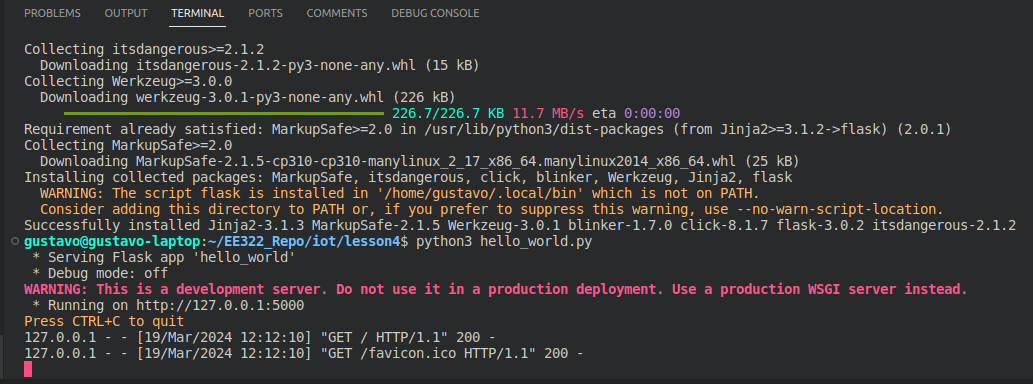 PROBLEMS OUTPUT TERMINAL PORTS COMMENTS DEBUG CONSOLE
Collecting itsdangerous>=2.1.2
  Downloading itsdangerous-2.1.2-py3-none-any.whl (15 kB)
Collecting Werkzeug>=3.0.0
  Downloading werkzeug-3.0.1-py3-none-any.whl (226 kB)
226.7/226.7 KB 11.7 MB/s eta 0:00:00
Requirement already satisfied: MarkupSafe>=2.0 in /usr/lib/python3/dist-packages (from Jinja2>=3.1.2->flask) (2.0.1)
Collecting MarkupSafe>=2.0
  Downloading MarkupSafe-2.1.5-cp310-cp310-manylinux_2_17_x86_64.manylinux2014_x86_64.whl (25 kB)
Installing collected packages: MarkupSafe, itsdangerous, click, blinker, Werkzeug, Jinja2, flask
  WARNING: The script flask is installed in '/home/gustavo/.local/bin' which is not on PATH.
  Consider adding this directory to PATH or, if you prefer to suppress this warning, use --no-warn-script-location.
Successfully installed Jinja2-3.1.3 MarkupSafe-2.1.5 Werkzeug-3.0.1 blinker-1.7.0 click-8.1.7 flask-3.0.2 itsdangerous-2.1.2
gustavo@gustavo-laptop:~/EE322_Repo/iot/lesson4$ python3 hello_world.py
 * Serving Flask app 'hello_world'
 * Debug mode: off
WARNING: This is a development server. Do not use it in a production deployment. Use a production WSGI server instead.
 * Running on http://127.0.0.1:5000
Press CTRL+C to quit
127.0.0.1 - - [19/Mar/2024 12:12:10] "GET / HTTP/1.1" 200 -
127.0.0.1 - - [19/Mar/2024 12:12:10] "GET /favicon.ico HTTP/1.1" 200 -